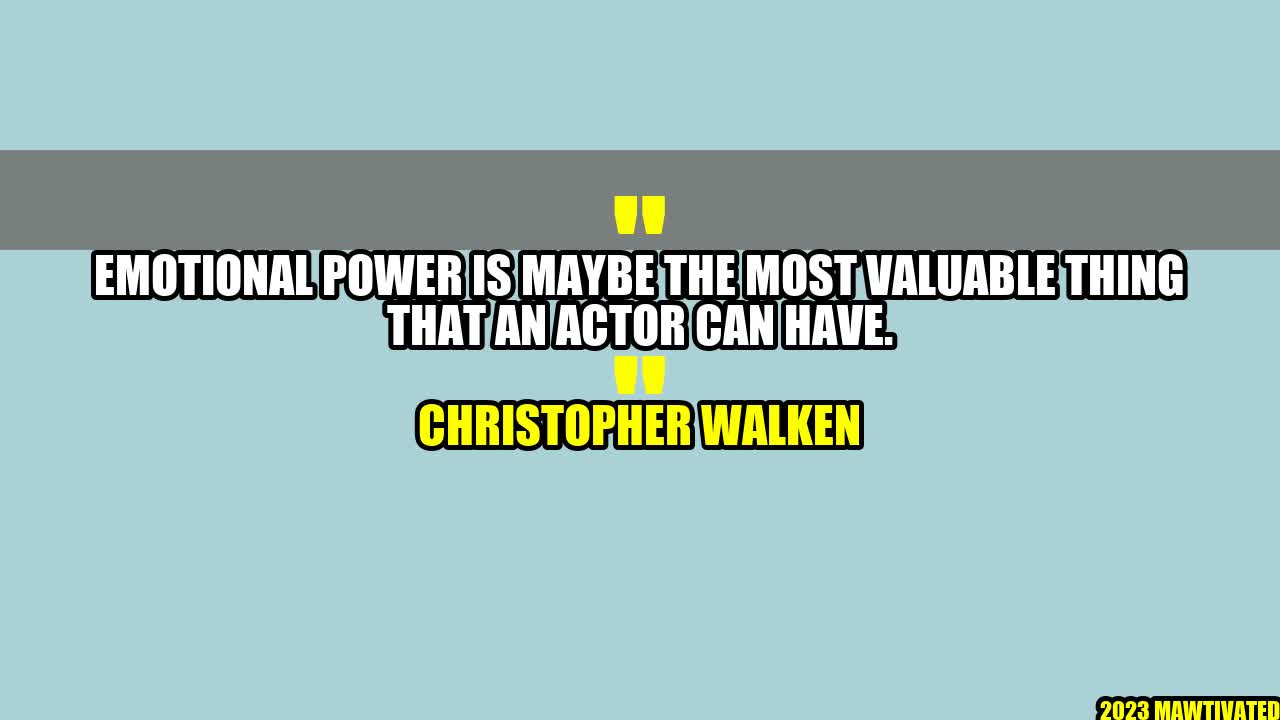 "
EMOTIONAL POWER IS MAYBE THE MOST VALUABLE THING
THAT AN ACTOR CAN HAVE.
"
CHRISTOPHER WALKEN
2023 MAWTIVATED